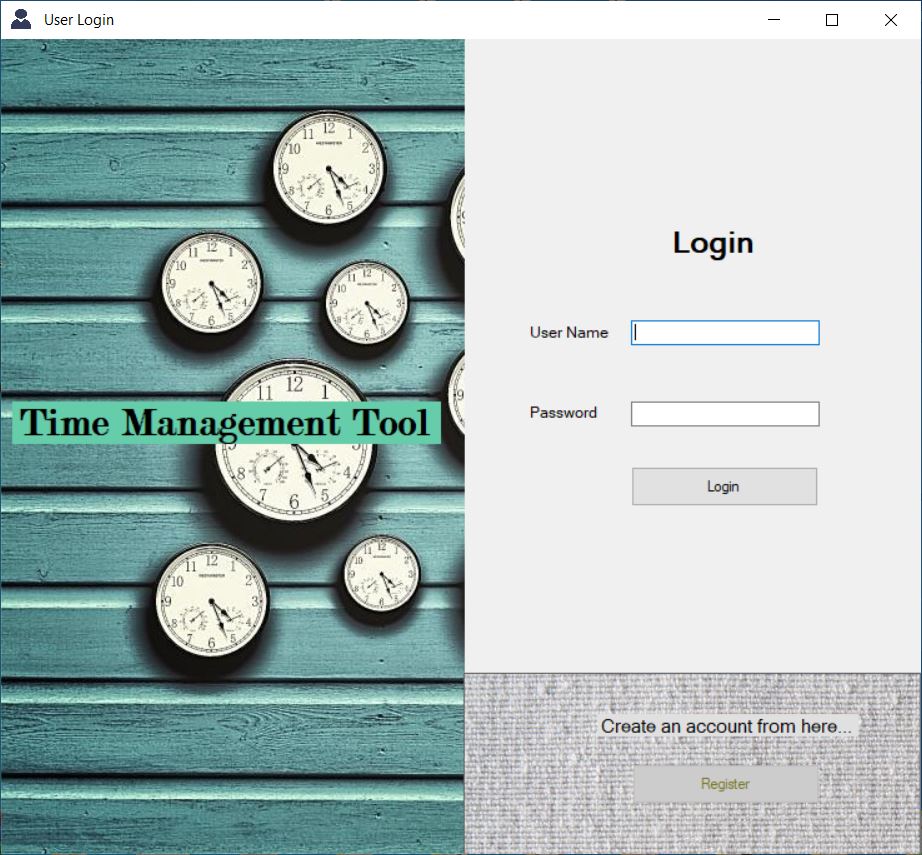 User Login
Time Management Tool
Login
User Name
Password
Login
Create an account from here...
Register